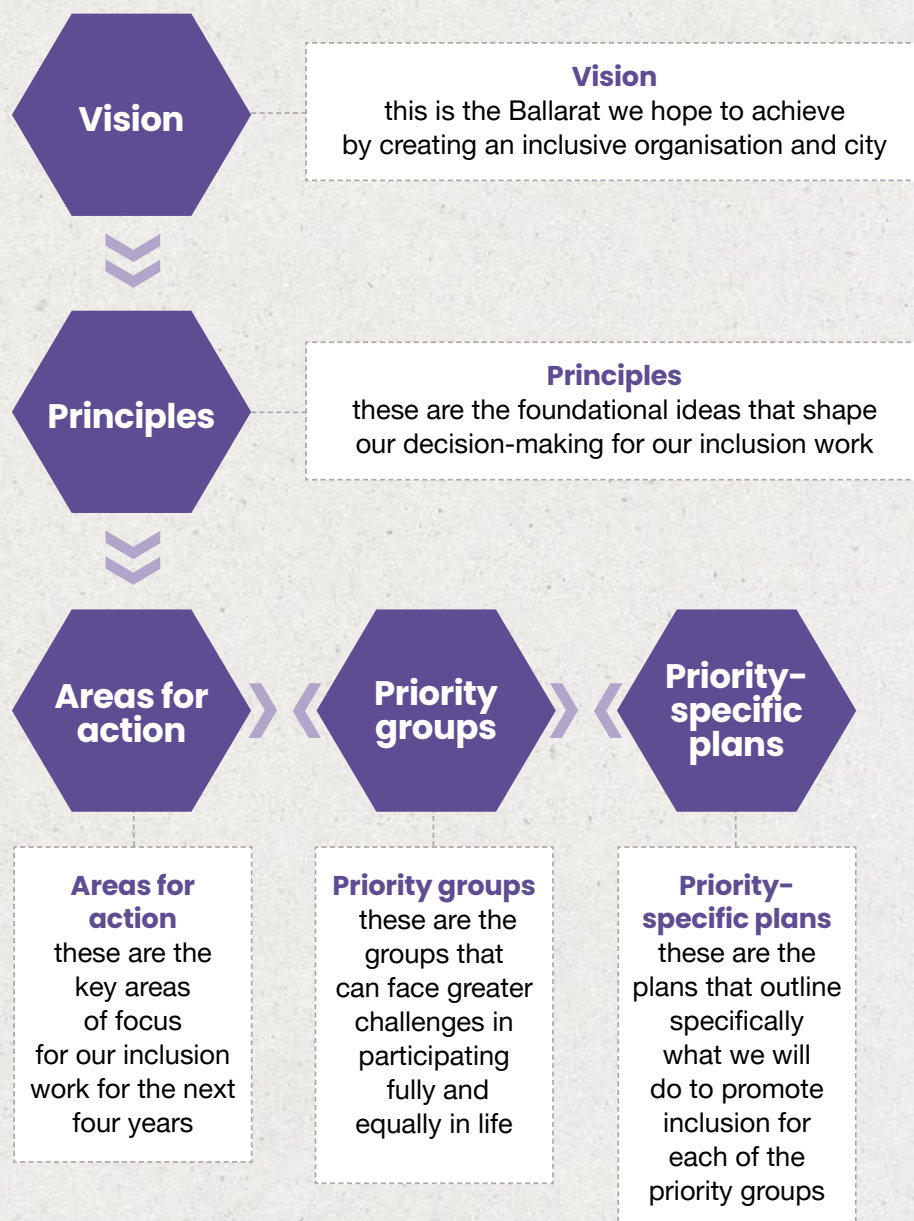 Vision
Vision
this is the Ballarat we hope to achieve
by creating an inclusive organisation and city
Principles
Principles
these are the foundational ideas that shape
our decision-making for our inclusion work
Areas for
action
Priority
groups
Priority-
specific
plans
Areas for
action
these are the
key areas
of focus
for our inclusion
work for the next
four years
Priority groups
these are the
groups that
can face greater
challenges in
participating
fully and
equally in life
Priority-
specific plans
these are the
plans that outline
specifically
what we will
do to promote
inclusion for
each of the
priority groups